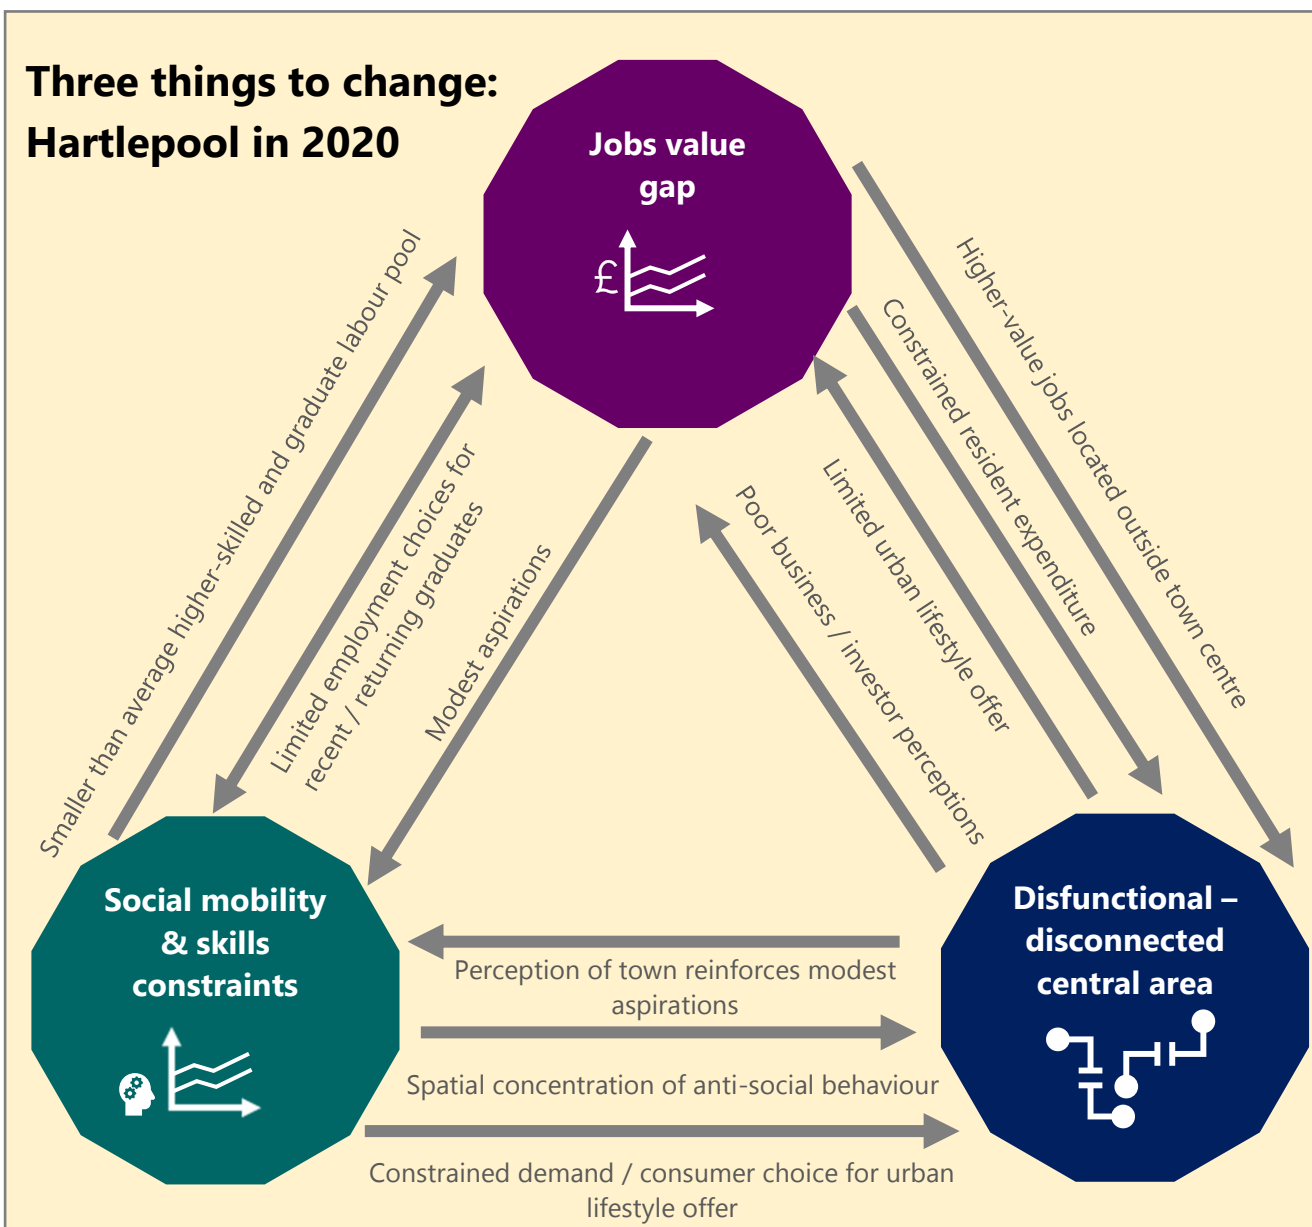 Three things to change:
Hartlepool in 2020
Jobs value
gap
£
Smaller than average higher-skilled and graduate labour pool
Limited employment choices for
recent / returning graduates
Modest aspirations
Poor business / investor perceptions
Limited urban lifestyle offer
Constrained resident expenditure
Higher-value jobs located outside town centre
Social mobility
& skills
constraints
Disfunctional –
disconnected
central area
Perception of town reinforces modest
aspirations
Spatial concentration of anti-social behaviour
Constrained demand / consumer choice for urban
lifestyle offer